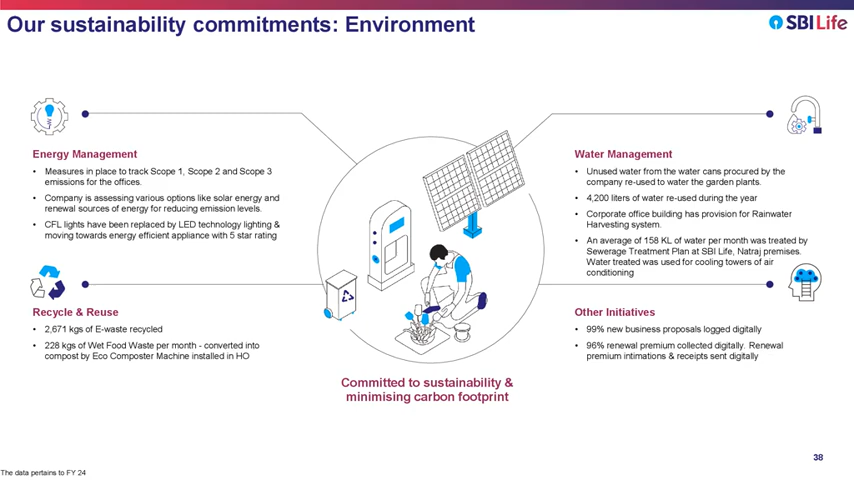 Our sustainability commitments: Environment
SBI Life
Energy Management
• Measures in place to track Scope 1, Scope 2 and Scope 3
emissions for the offices.
• Company is assessing various options like solar energy and
renewal sources of energy for reducing emission levels.
• CFL lights have been replaced by LED technology lighting &
moving towards energy efficient appliance with 5 star rating
Water Management
• Unused water from the water cans procured by the
company re-used to water the garden plants.
• 4,200 liters of water re-used during the year
• Corporate office building has provision for Rainwater
Harvesting system.
• An average of 158 KL of water per month was treated by
Sewerage Treatment Plan at SBI Life, Natraj premises.
Water treated was used for cooling towers of air
conditioning
Recycle & Reuse
• 2,671 kgs of E-waste recycled
• 228 kgs of Wet Food Waste per month - converted into
compost by Eco Composter Machine installed in HO
Other Initiatives
• 99% new business proposals logged digitally
• 96% renewal premium collected digitally. Renewal
premium intimations & receipts sent digitally
Committed to sustainability &
minimising carbon footprint
38
The data pertains to FY 24